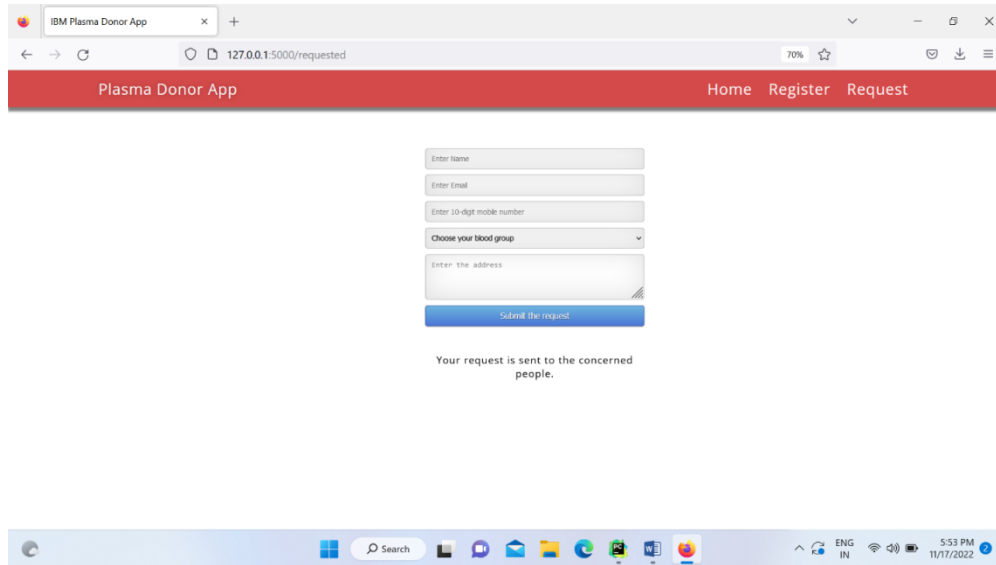 IBM Plasma Donor App
127.0.0.1:5000/requested
70%
Plasma Donor App
Home Register Request
Enter Name
Enter Email
Enter 10-digit mobile number
Choose your blood group
Enter the address
Submit the request
Your request is sent to the concerned
people.
Search
ENG
IN
5:53 PM
11/17/2022
2